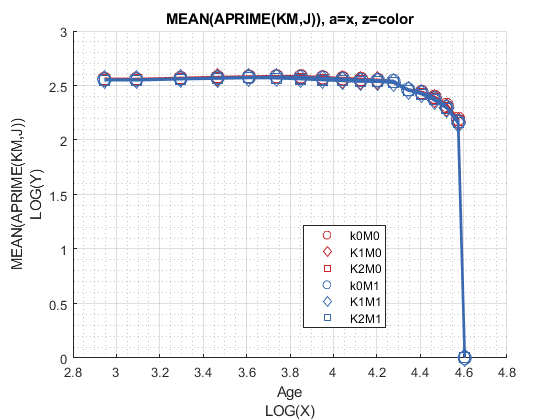 MEAN(APRIME(KM,J)), a=x, z=color
MEAN(APRIME(KM,J))
LOG(Y)
3
2.5
2
1.5
1
0.5
0
k0M0
K1M0
K2M0
k0M1
K1M1
K2M1
2.8 3 3.2 3.4 3.6 3.8 4 4.2 4.4 4.6 4.8
Age
LOG(X)